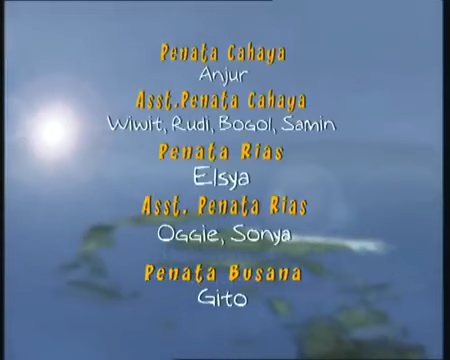 Penata Cahaya
Anjur
Asst.Penata Cahaya
Wiwit, Rudi, Bogol, Samin
Penata Rias
Elsya
Asst. Penata Rias
Oggie, Sonya
Penata Busana
Gito